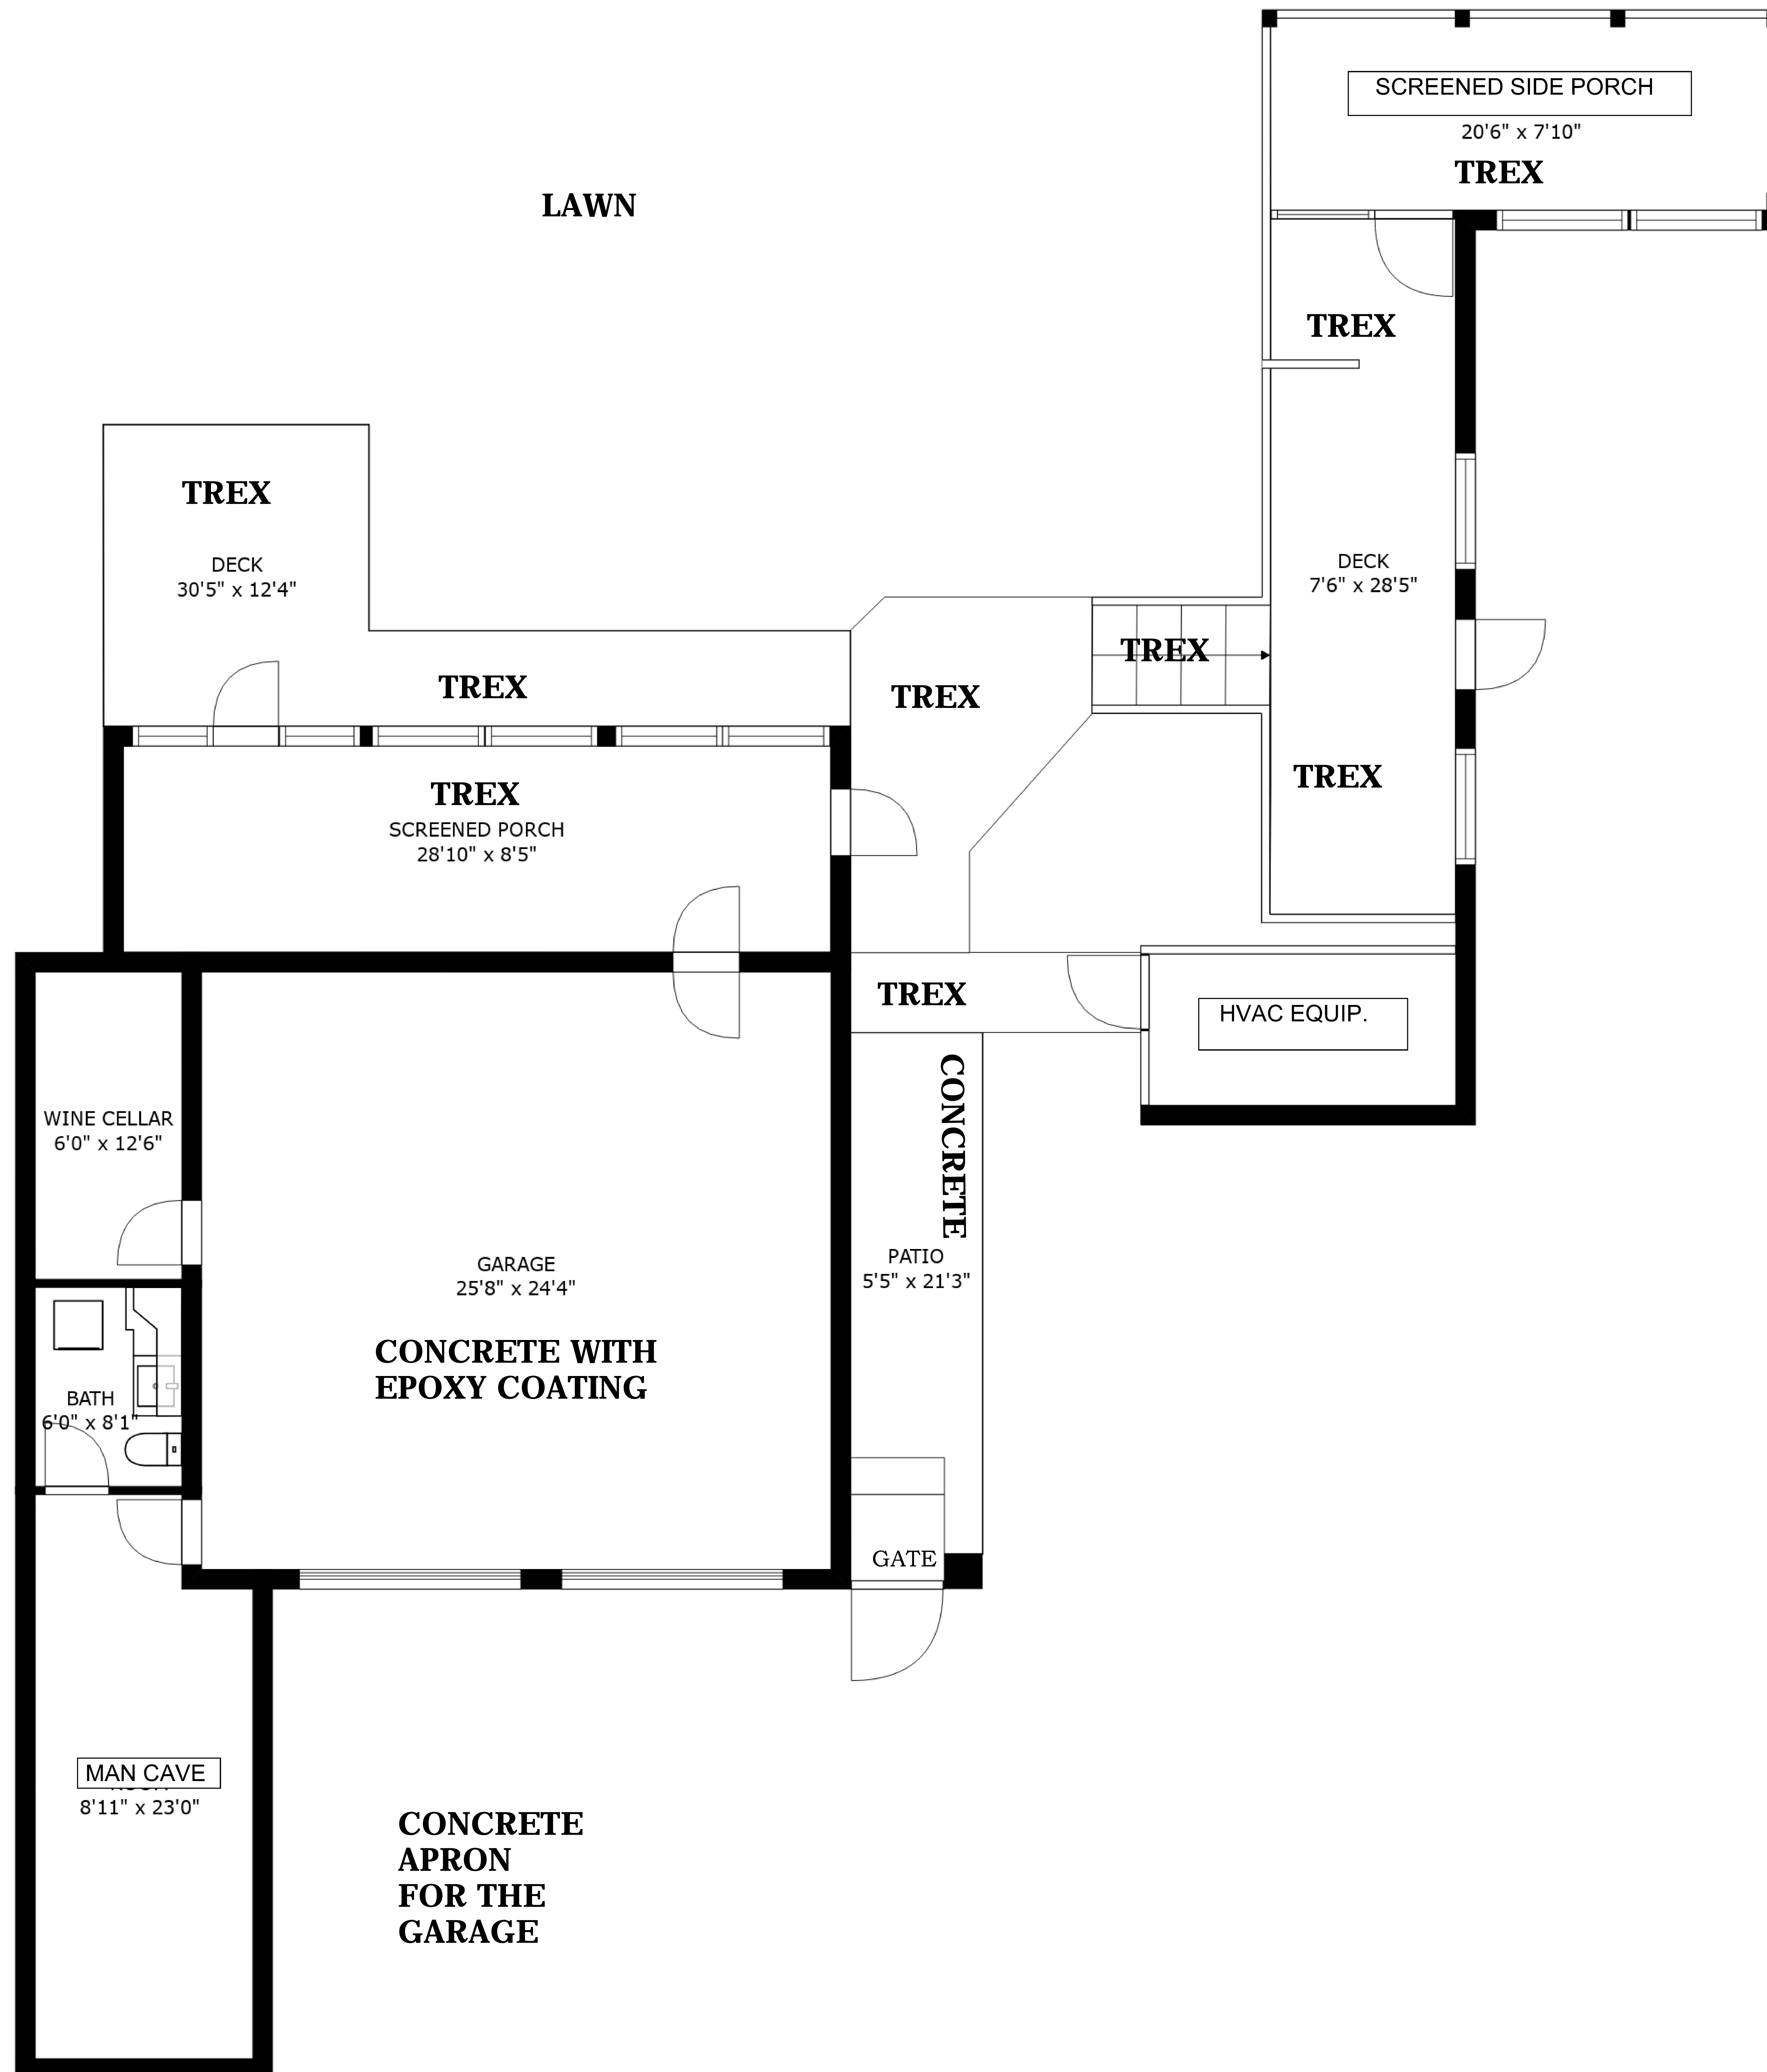 SCREENED SIDE PORCH
20'6" x 7'10"
TREX
LAWN
TREX
TREX
DECK
30'5" x 12'4"
DECK
7'6" x 28'5"
TREX
TREX
TREX
TREX
TREX
SCREENED PORCH
28'10" x 8'5"
TREX
HVAC EQUIP.
CONCRETE
WINE CELLAR
6'0" x 12'6"
GARAGE
25'8" x 24'4"
PATIO
5'5" x 21'3"
CONCRETE WITH
EPOXY COATING
BATH
6'0" x 8'1"
GATE
MAN CAVE
8'11" x 23'0"
CONCRETE
APRON
FOR THE
GARAGE